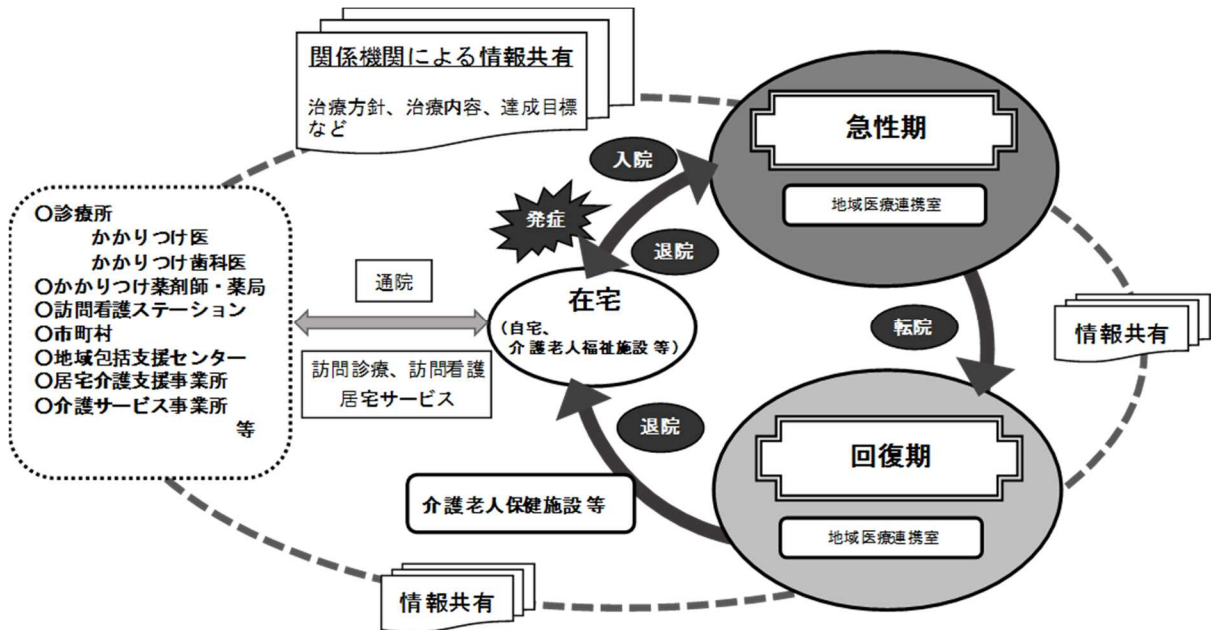 関係機関による情報共有
治療方針、治療内容、達成目標
など
急性期
地域医療連携室
入院
発症
退院
〇診療所
かかりつけ医
かかりつけ歯科医
〇かかりつけ薬剤師・薬局
〇訪問看護ステーション
〇市町村
〇地域包括支援センター
〇居宅介護支援事業所
〇介護サービス事業所
等
通院
訪問診療、訪問看護
居宅サービス
在宅
（自宅、
介護老人福祉施設等）
転院
情報共有
退院
回復期
地域医療連携室
介護老人保健施設等
情報共有